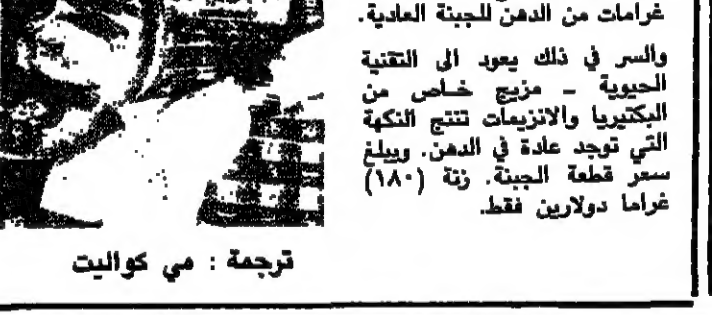 غرامات من الدهن للجبنة العادية.
والسر في ذلك يعود الى التقنية
الحيوية - مزيج خاص من
البكتيريا والانزيمات تنتج النكهة
التي توجد عادة في الدهن. ويبلغ
سعر قطعة الجبنة. زنة (١٨٠)
غراما دولارين فقط.
ترجمة : مي كواليت